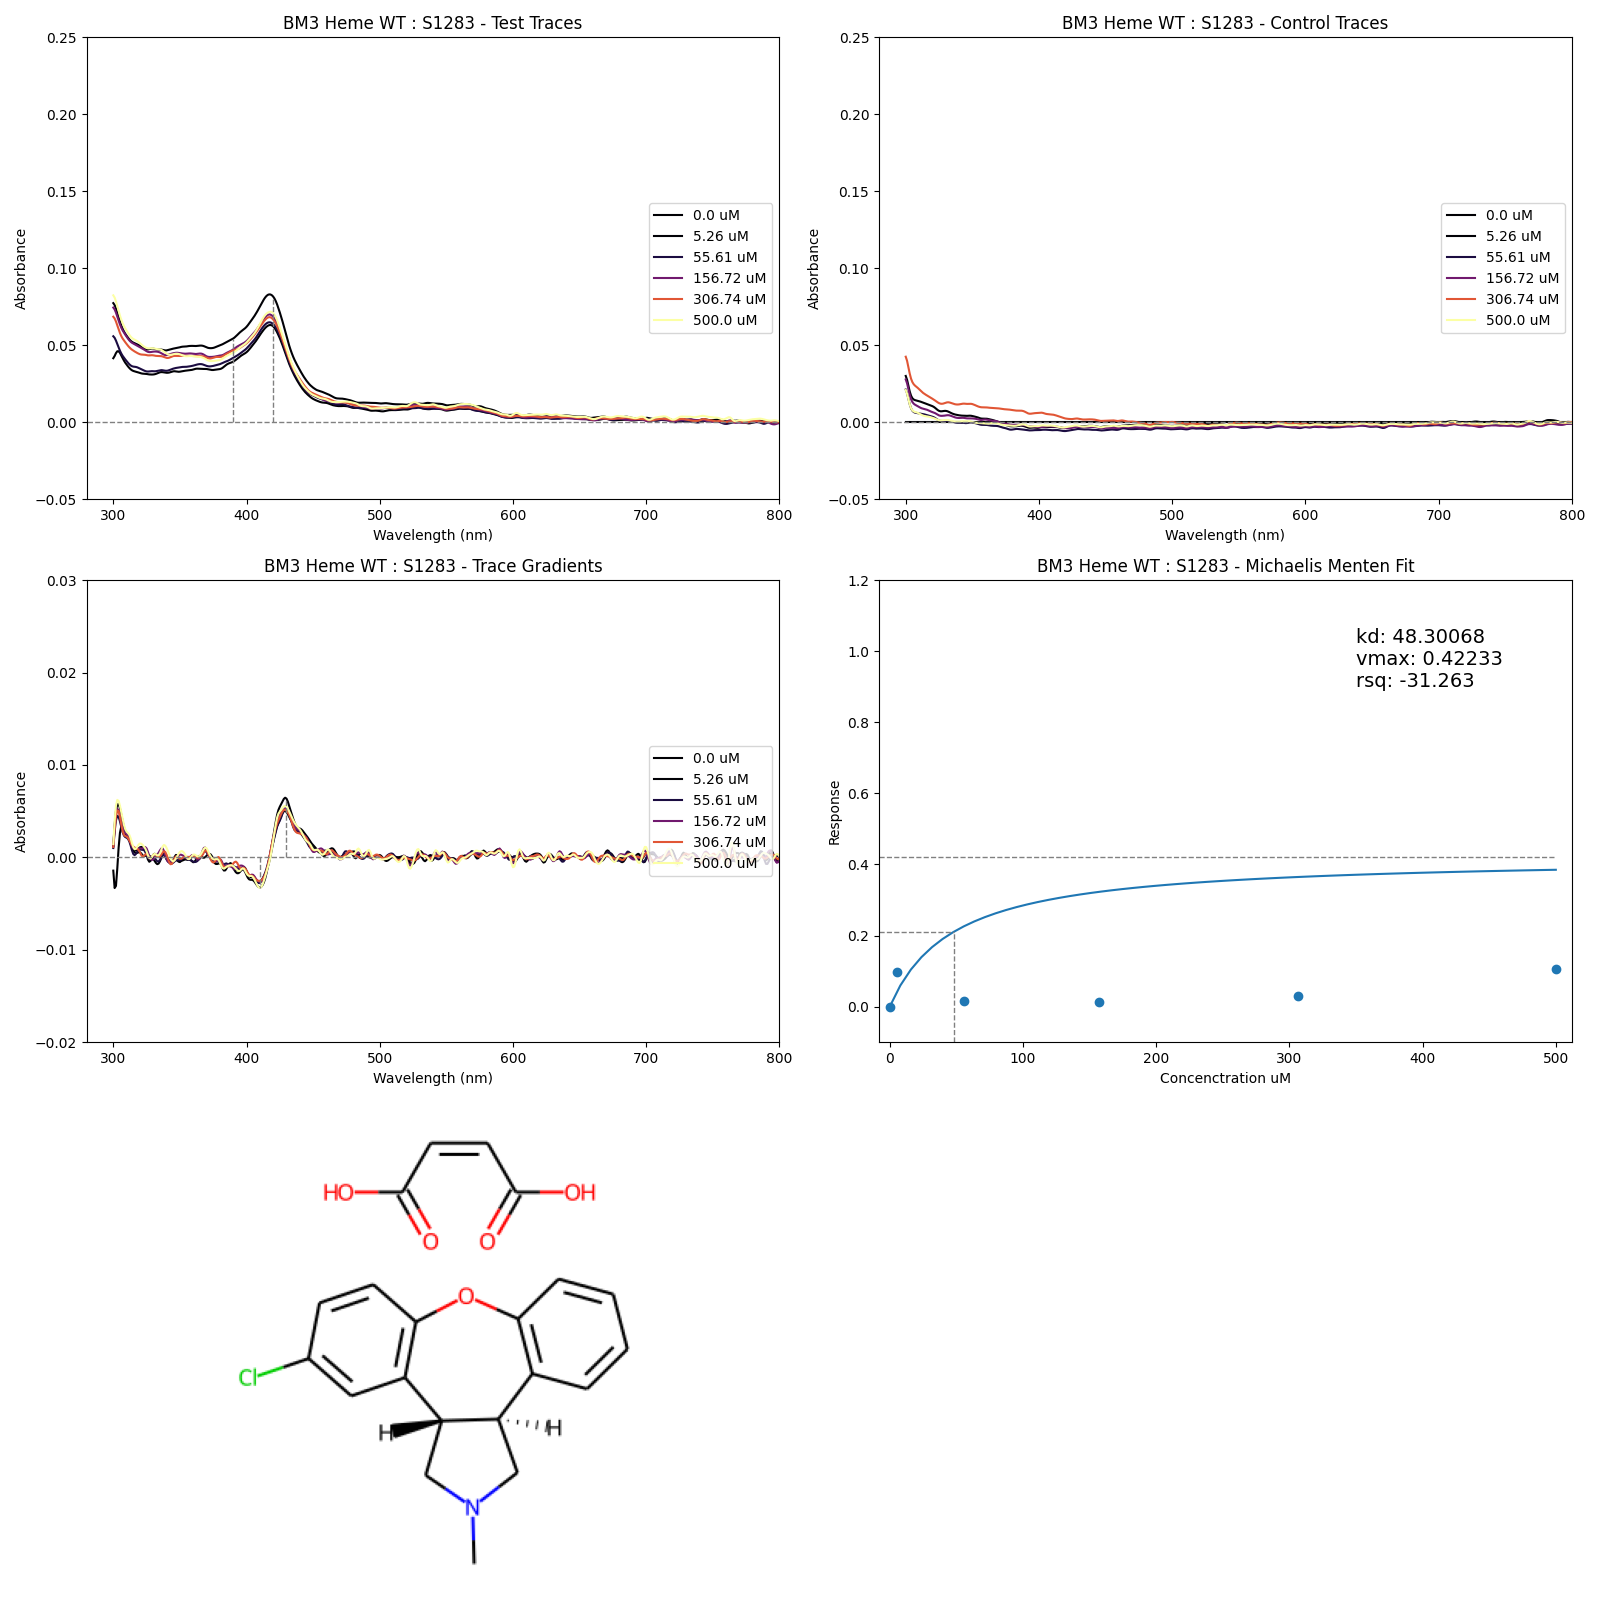 BM3 Heme WT : S1283 - Test Traces
0.25
0.20
0.15
0.10
0.05
0.00
−0.05
Absorbance
300 400 500 600 700 800
Wavelength (nm)
0.0 uM
5.26 uM
55.61 uM
156.72 uM
306.74 uM
500.0 uM
BM3 Heme WT : S1283 - Control Traces
0.25
0.20
0.15
0.10
0.05
0.00
−0.05
Absorbance
300 400 500 600 700 800
Wavelength (nm)
0.0 uM
5.26 uM
55.61 uM
156.72 uM
306.74 uM
500.0 uM
BM3 Heme WT : S1283 - Trace Gradients
0.03
0.02
0.01
0.00
−0.01
−0.02
Absorbance
300 400 500 600 700 800
Wavelength (nm)
0.0 uM
5.26 uM
55.61 uM
156.72 uM
306.74 uM
500.0 uM
BM3 Heme WT : S1283 - Michaelis Menten Fit
1.2
1.0
0.8
0.6
0.4
0.2
0.0
Response
0 100 200 300 400 500
Concenctration uM
kd: 48.30068
vmax: 0.42233
rsq: -31.263
HO OH
O O
O
Cl
H H
N